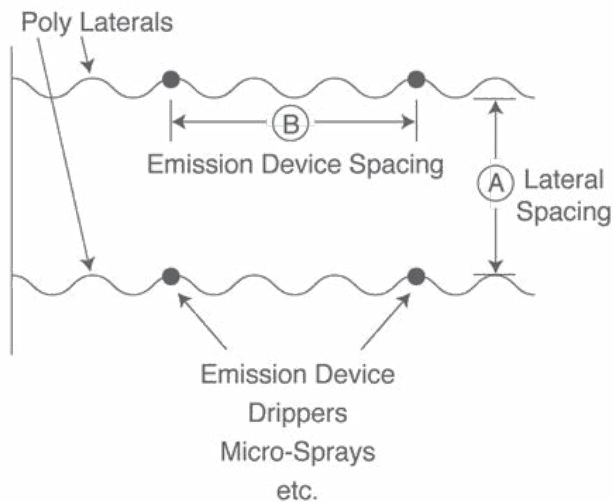 Poly Laterals
B
Emission Device Spacing
A
Lateral
Spacing
Emission Device
Drippers
Micro-Sprays
etc.